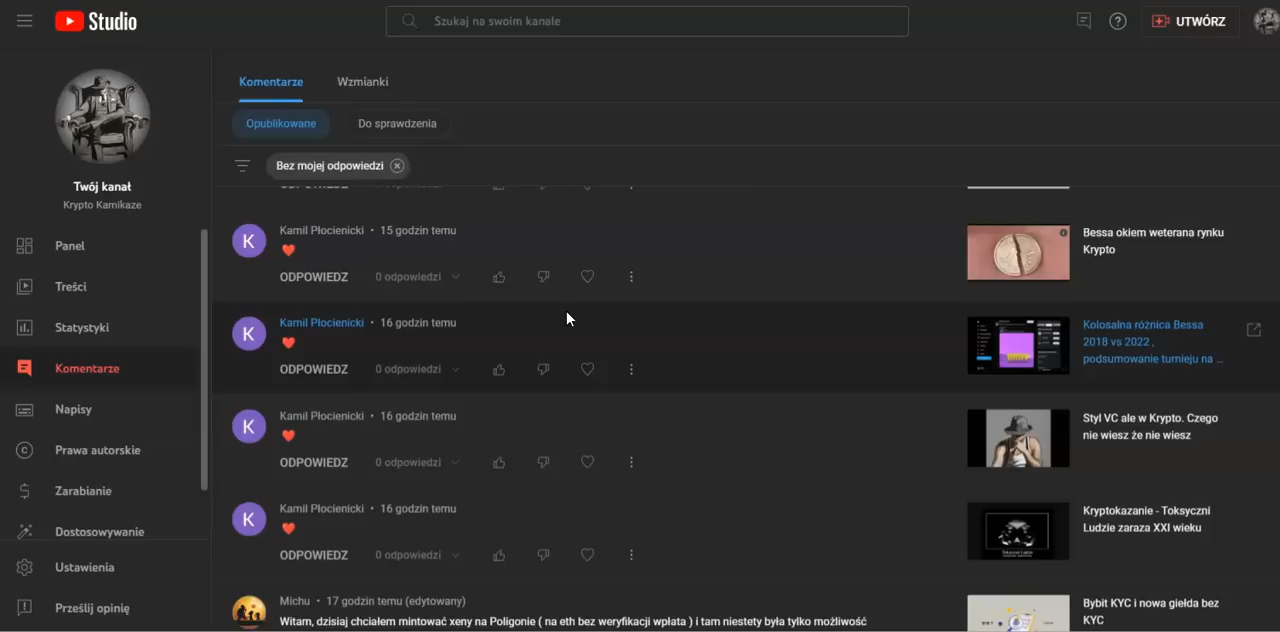 Studio
Szukaj na swoim kanale
UTWÓRZ
Twój kanał
Krypto Kamikaze
Panel
Treści
Statystyki
Komentarze
Napisy
Prawa autorskie
Zarabianie
Dostosowywanie
Ustawienia
Prześlij opinię
Komentarze
Wzmianki
Opublikowane
Do sprawdzenia
Bez mojej odpowiedzi
Kamil Płocienicki • 15 godzin temu
ODPOWIEDZ 0 odpowiedzi
Bessa okiem weterana rynku
Krypto
Kamil Płocienicki • 16 godzin temu
ODPOWIEDZ 0 odpowiedzi
Kolosalna różnica Bessa
2018 vs 2022 ,
podsumowanie turnieju na ...
Kamil Płocienicki • 16 godzin temu
ODPOWIEDZ 0 odpowiedzi
Styl VC ale w Krypto. Czego
nie wiesz że nie wiesz
Kamil Płocienicki • 16 godzin temu
ODPOWIEDZ 0 odpowiedzi
Kryptokazanie - Toksyczni
Ludzie zaraza XXI wieku
Michu • 17 godzin temu (edytowany)
Witam, dzisiaj chciałem mintować xeny na Poligonie ( na eth bez weryfikacji wpłata ) i tam niestety była tylko możliwość
Bybit KYC i nowa giełda bez
KYC